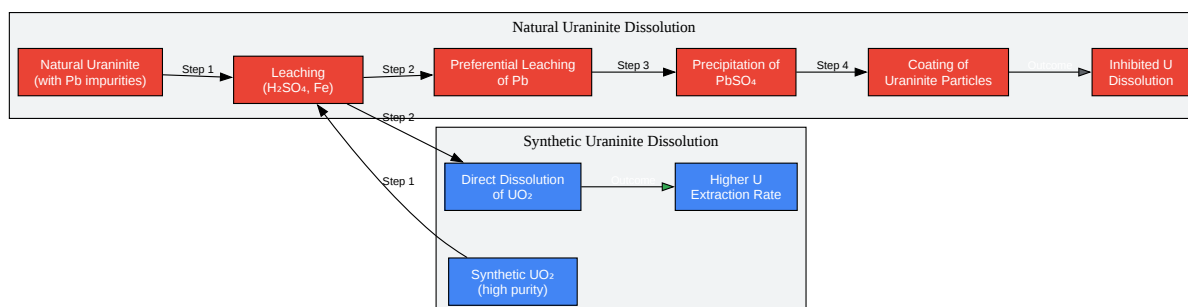 Natural Uraninite Dissolution
Natural Uraninite
(with Pb impurities)
Step 1
Leaching
(H₂SO₄, Fe)
Step 2
Preferential Leaching
of Pb
Step 3
Precipitation of
PbSO₄
Step 4
Coating of
Uraninite Particles
Outcome
Inhibited U
Dissolution
Step 2
Synthetic Uraninite Dissolution
Step 1
Direct Dissolution
of UO₂
Outcome
Higher U
Extraction Rate
Synthetic UO₂
(high purity)